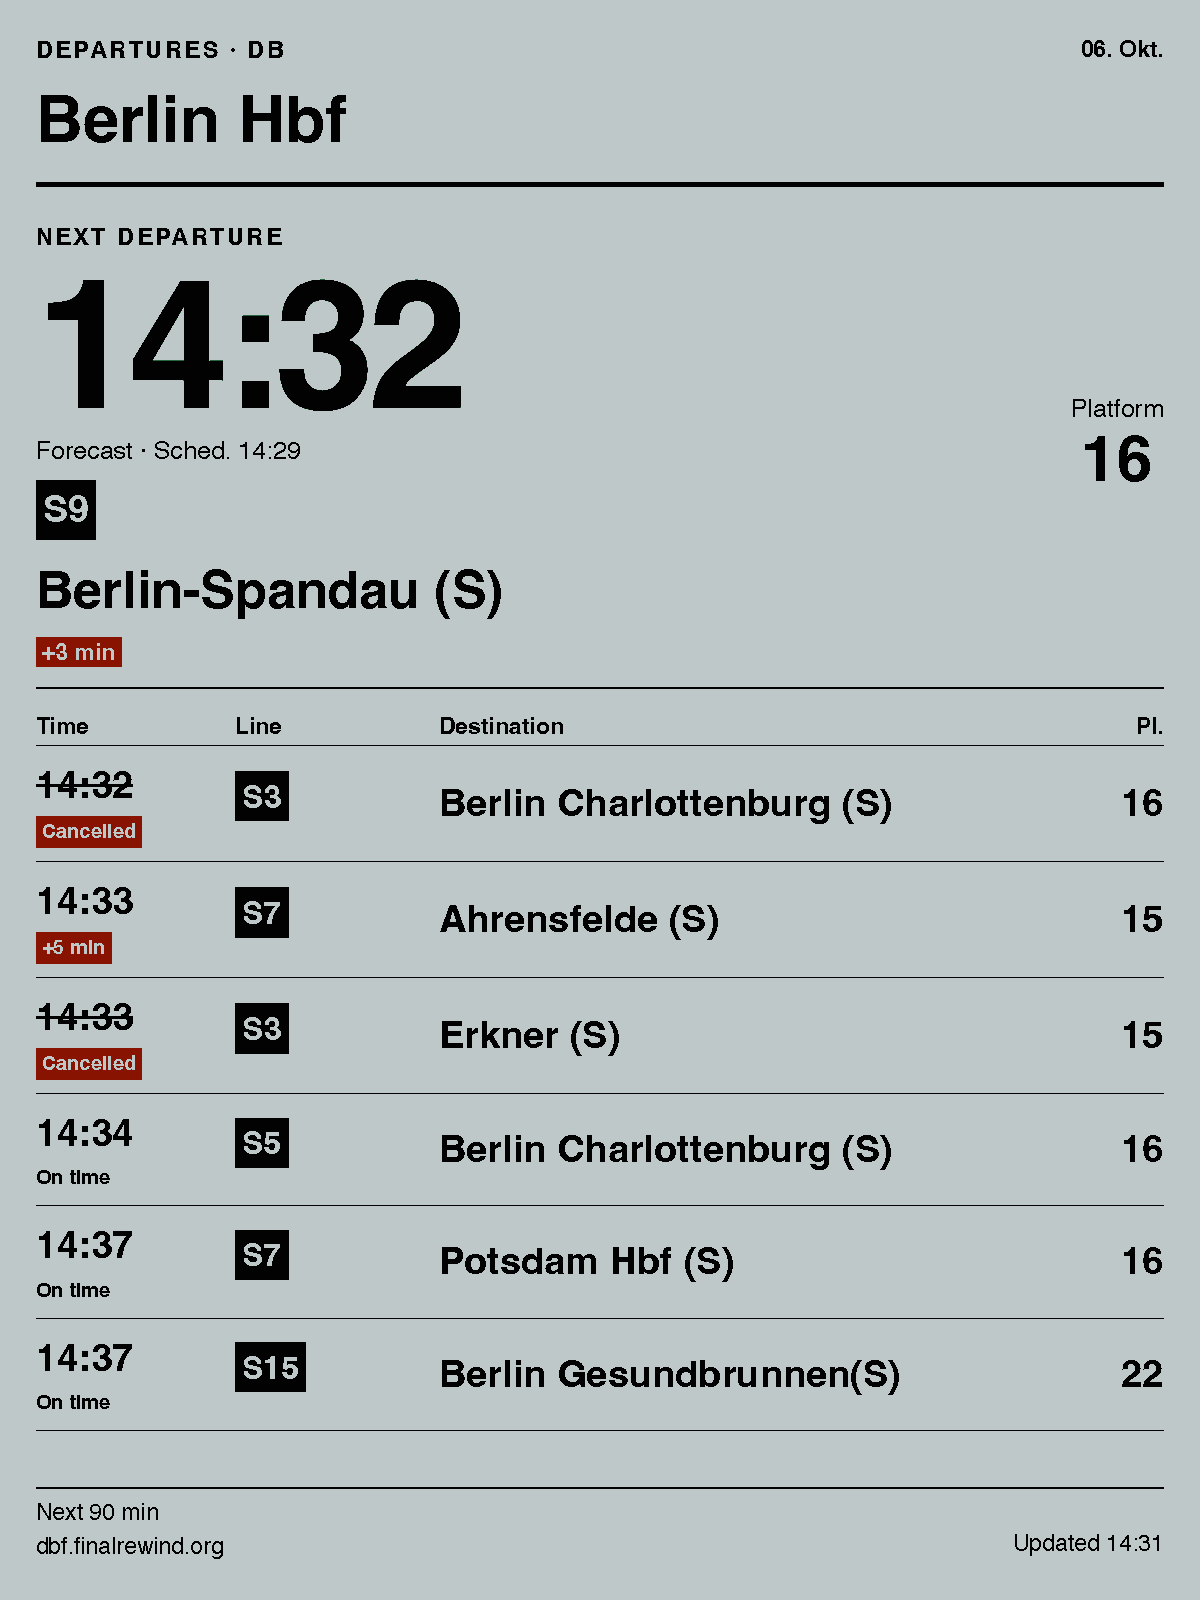 DEPARTURES · DB
06. Okt.
Berlin Hbf
NEXT DEPARTURE
14:32
Forecast · Sched. 14:29
Platform
16
S9
Berlin-Spandau (S)
+3 min
Time Line Destination Pl.
14:32 S3 Berlin Charlottenburg (S) 16
Cancelled
14:33 S7 Ahrensfelde (S) 15
+5 min
14:33 S3 Erkner (S) 15
Cancelled
14:34 S5 Berlin Charlottenburg (S) 16
On time
14:37 S7 Potsdam Hbf (S) 16
On time
14:37 S15 Berlin Gesundbrunnen(S) 22
On time
Next 90 min
dbf.finalrewind.org
Updated 14:31